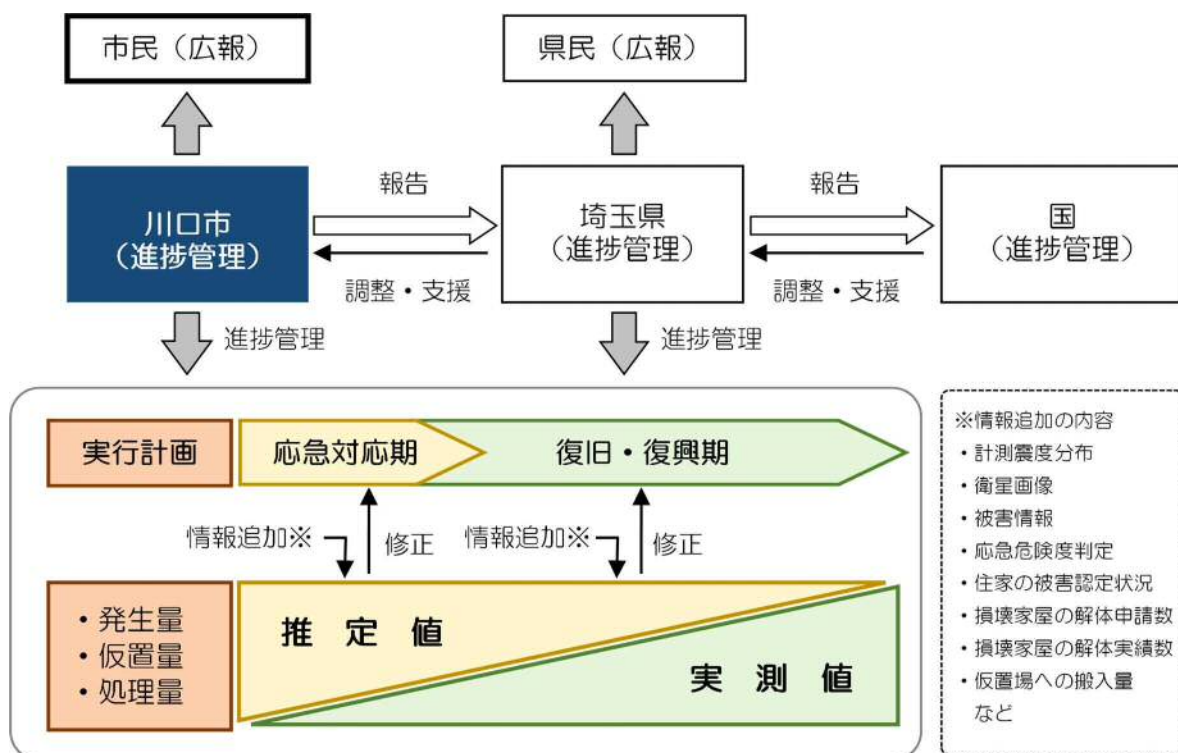 市民（広報）
県民（広報）
川口市
（進捗管理）
報告
調整・支援
埼玉県
（進捗管理）
報告
調整・支援
国
（進捗管理）
進捗管理
進捗管理
実行計画
応急対応期
復旧・復興期
情報追加※
修正
情報追加※
修正
・発生量
・仮置量
・処理量
推定値
実測値
※情報追加の内容
・計測震度分布
・衛星画像
・被害情報
・応急危険度判定
・住家の被害認定状況
・損壊家屋の解体申請数
・損壊家屋の解体実績数
・仮置場への搬入量
など